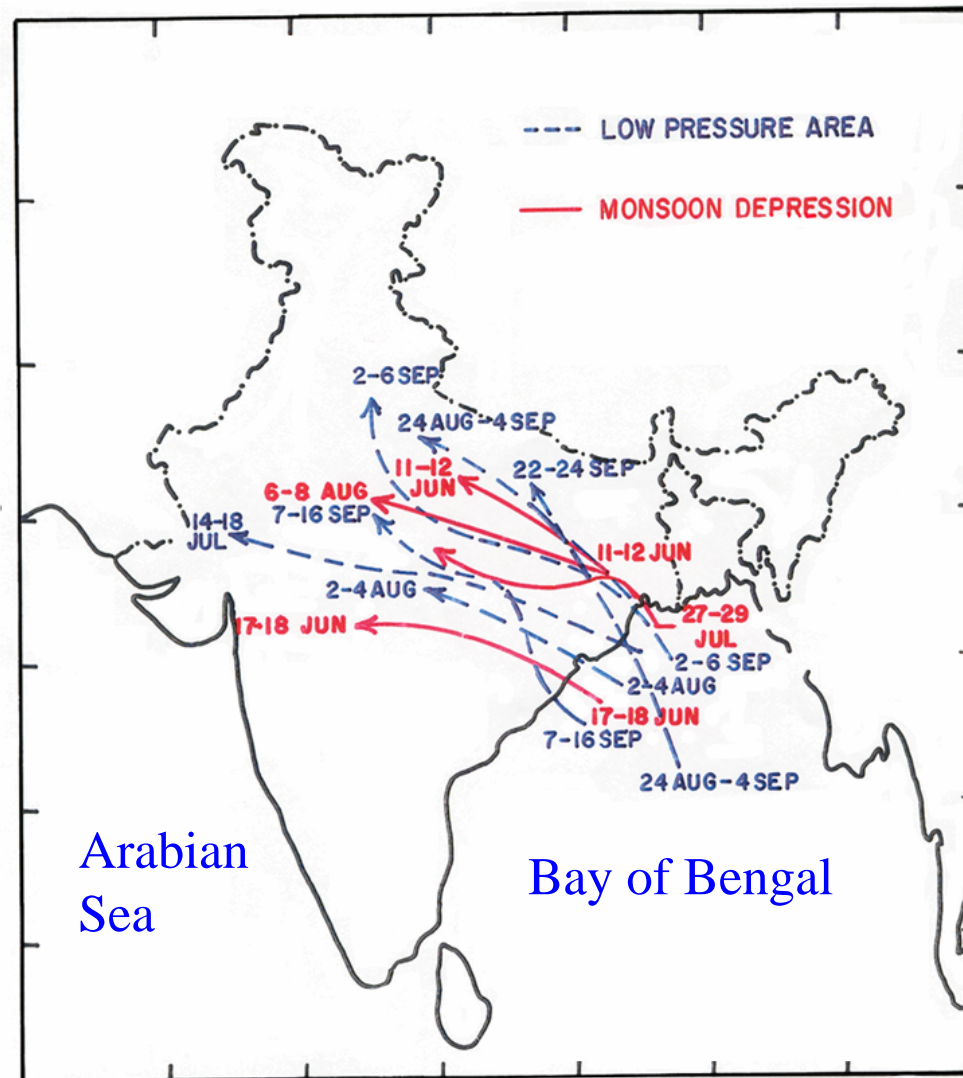 LOW PRESSURE AREA
MONSOON DEPRESSION
2-6 SEP
24 AUG-4 SEP
11-12
JUN
22-24 SEP
6-8 AUG
7-16 SEP
14-18
JUL
11-12 JUN
2-4 AUG
27-29
JUL
17-18 JUN
2-6 SEP
2-4 AUG
17-18 JUN
7-16 SEP
24 AUG-4 SEP
Arabian
Sea
Bay of Bengal